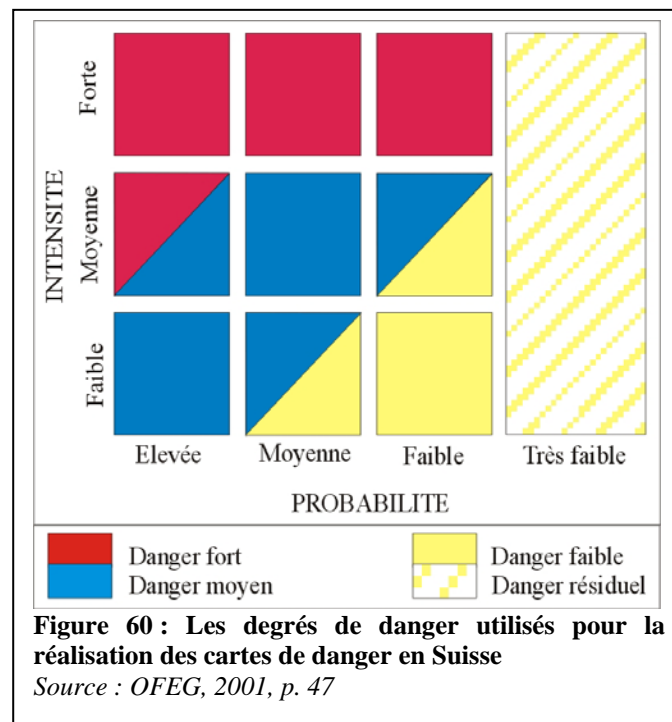 INTENSITE
Forte
Moyenne
Faible
Elevée
Moyenne
Faible
Très faible
PROBABILITE
Danger fort
Danger moyen
Danger faible
Danger résiduel
Figure 60 : Les degrés de danger utilisés pour la
réalisation des cartes de danger en Suisse
Source : OFEG, 2001, p. 47